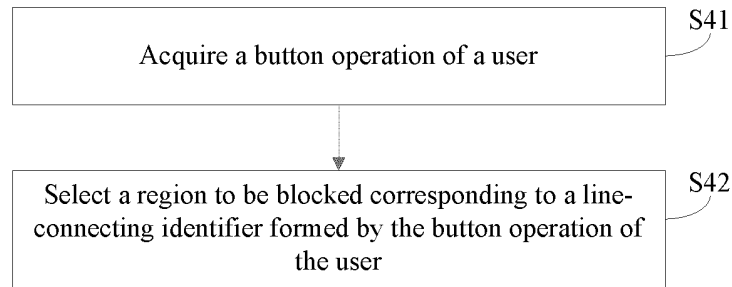 S41
Acquire a button operation of a user
S42
Select a region to be blocked corresponding to a line-
connecting identifier formed by the button operation of
the user